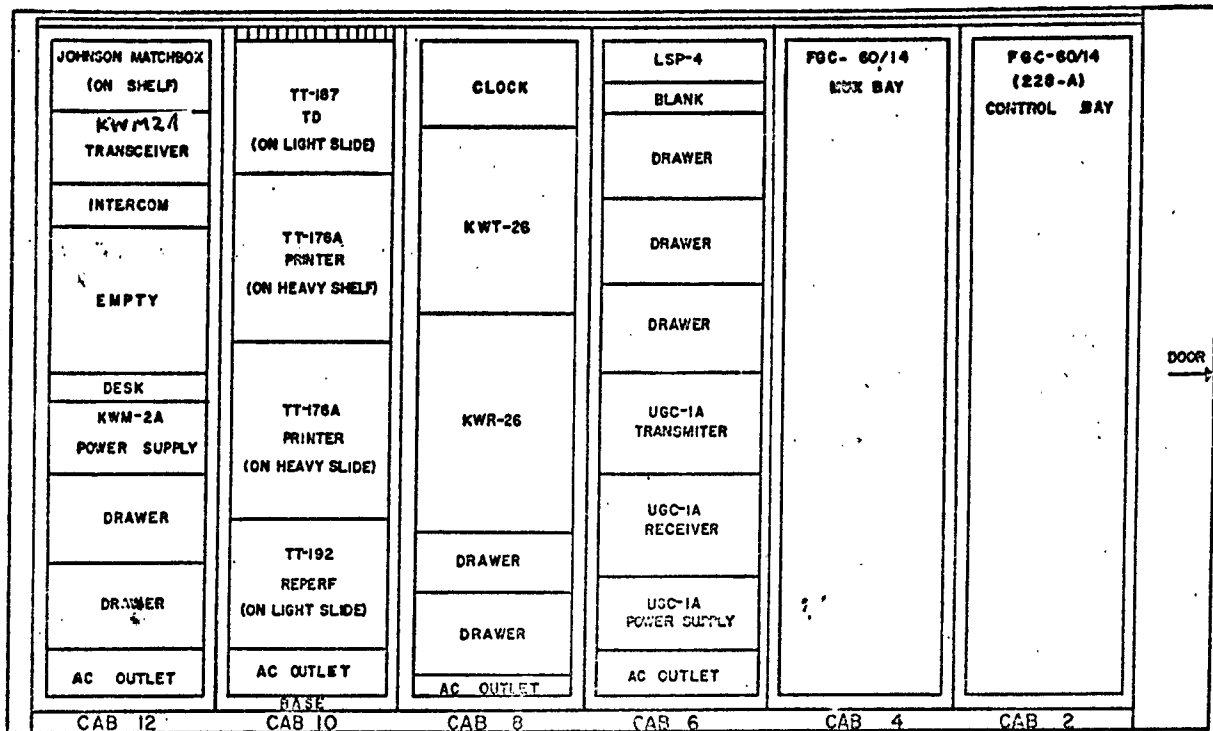 JOHNSON MATCHBOX
(ON SHELF)
KWM2A
TRANSCEIVER
INTERCOM
EMPTY
DESK
KWM-2A
POWER SUPPLY
DRAWER
DRAWER
AC OUTLET
CAB 12
TT-187
TD
(ON LIGHT SLIDE)
TT-176A
PRINTER
(ON HEAVY SHELF)
TT-176A
PRINTER
(ON HEAVY SLIDE)
TT-192
REPERF
(ON LIGHT SLIDE)
AC OUTLET
BASE
CAB 10
CLOCK
KWT-26
KWR-26
DRAWER
DRAWER
AC OUTLET
CAB 8
LSP-4
BLANK
DRAWER
DRAWER
DRAWER
UGC-1A
TRANSMITER
UGC-1A
RECEIVER
UGC-1A
POWER SUPPLY
AC OUTLET
CAB 6
FGC-60/14
MUX BAY
CAB 4
FGC-60/14
(228-A)
CONTROL BAY
CAB 2
DOOR